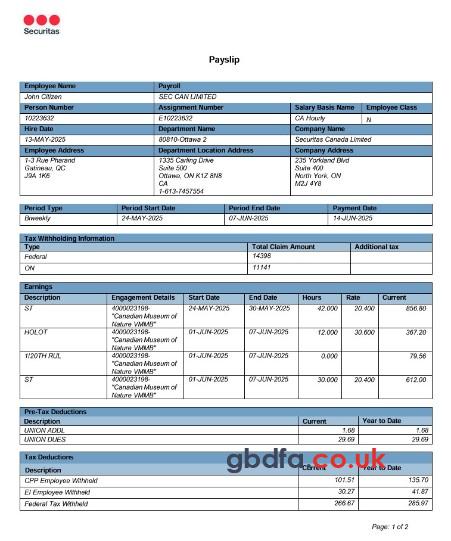 Securitas
Payslip
Employee Name Payroll
John Citizen SEC CAN LIMITED
Person Number Assignment Number Salary Basis Name Employee Class
10223632 E10223632 CA Hourly N
Hire Date Department Name Company Name
13-MAY-2025 80810-Ottawa 2 Securitas Canada Limited
Employee Address Department Location Address Company Address
1-3 Rue Pharand 1335 Carling Drive 235 Yorkland Blvd
Gatineau, QC Suite 500 Suite 400
J9A 1K6 Ottawa, ON K1Z 8N8 North York, ON
CA M2J 4Y8
1-613-7457554
Period Type Period Start Date Period End Date Payment Date
Biweekly 24-MAY-2025 07-JUN-2025 14-JUN-2025
Tax Withholding Information
Type Total Claim Amount Additional tax
Federal 14398
ON 11141
Earnings
Description Engagement Details Start Date End Date Hours Rate Current
ST 4000023198- 24-MAY-2025 30-MAY-2025 42.000 20.400 856.80
"Canadian Museum of
Nature VMMB"
HOLOT 4000023198- 01-JUN-2025 07-JUN-2025 12.000 30.600 367.20
"Canadian Museum of
Nature VMMB"
1/20TH RUL 4000023198- 01-JUN-2025 07-JUN-2025 0.000 79.56
"Canadian Museum of
Nature VMMB"
ST 4000023198- 01-JUN-2025 07-JUN-2025 30.000 20.400 612.00
"Canadian Museum of
Nature VMMB"
Pre-Tax Deductions
Description Current Year to Date
UNION ADDL 1.68 1.68
UNION DUES 29.69 29.69
Tax Deductions
gbdfg.co.uk
Description Current Year to Date
CPP Employee Withheld 101.51 135.70
EI Employee Withheld 30.27 41.87
Federal Tax Withheld 266.67 285.97
Page: 1 of 2